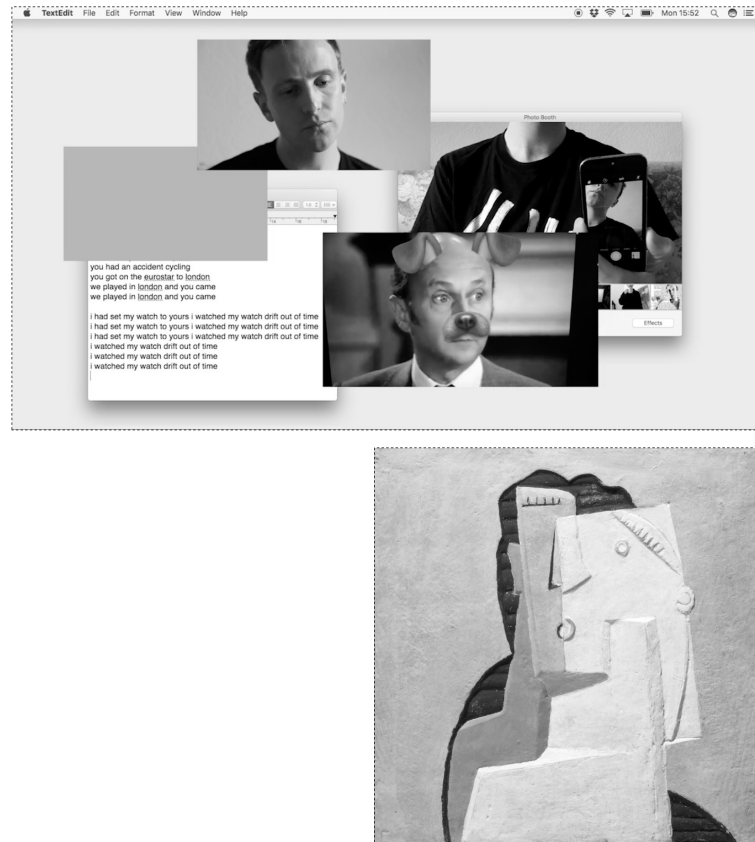 TextEdit File Edit Format View Window Help Mon 15:52
Photo Booth
you had an accident cycling
you got on the eurostar to london
we played in london and you came
we played in london and you came
i had set my watch to yours i watched my watch drift out of time
i had set my watch to yours i watched my watch drift out of time
i had set my watch to yours i watched my watch drift out of time
i watched my watch drift out of time
i watched my watch drift out of time
i watched my watch drift out of time
Effects